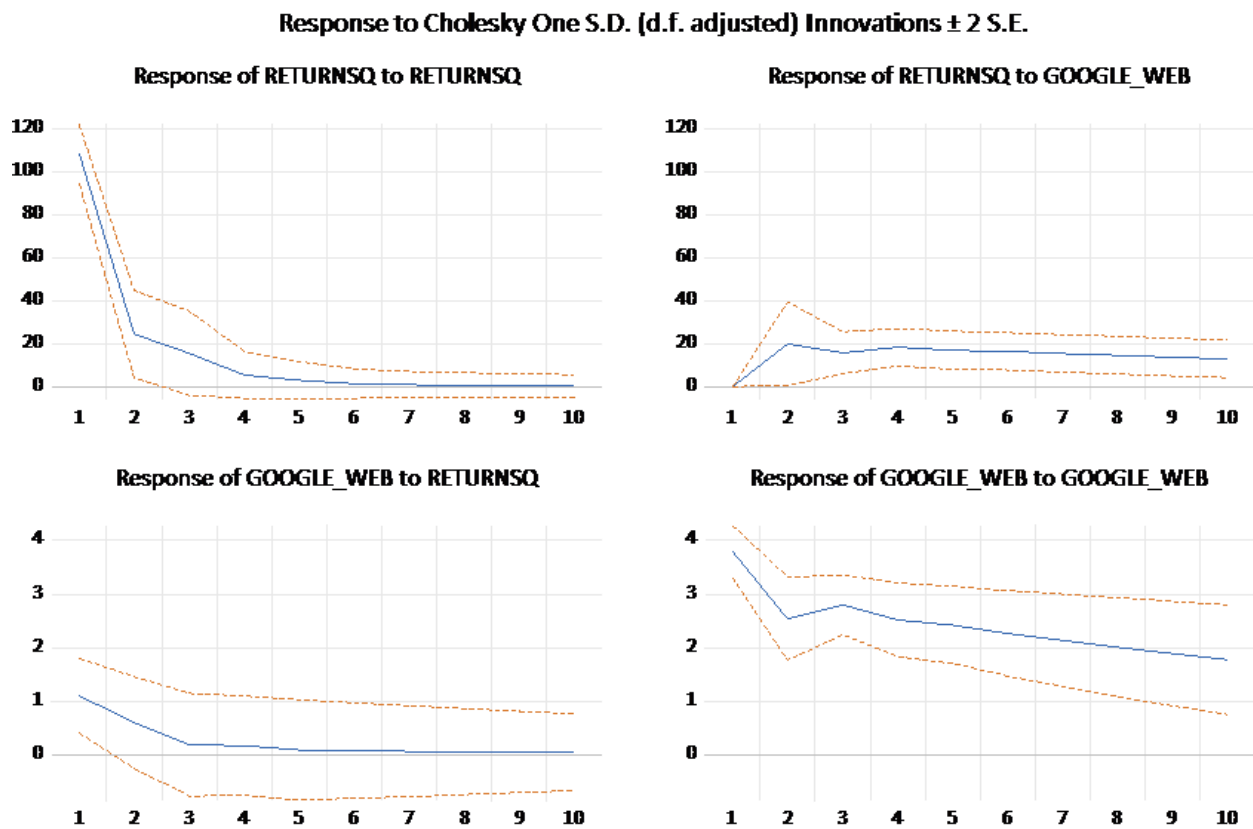 Response to Cholesky One S.D. (d.f. adjusted) Innovations ± 2 S.E.
Response of RETURNSQ to RETURNSQ
120
100
80
60
40
20
0
1 2 3 4 5 6 7 8 9 10
Response of RETURNSQ to GOOGLE_WEB
120
100
80
60
40
20
0
1 2 3 4 5 6 7 8 9 10
Response of GOOGLE_WEB to RETURNSQ
4
3
2
1
0
1 2 3 4 5 6 7 8 9 10
Response of GOOGLE_WEB to GOOGLE_WEB
4
3
2
1
0
1 2 3 4 5 6 7 8 9 10